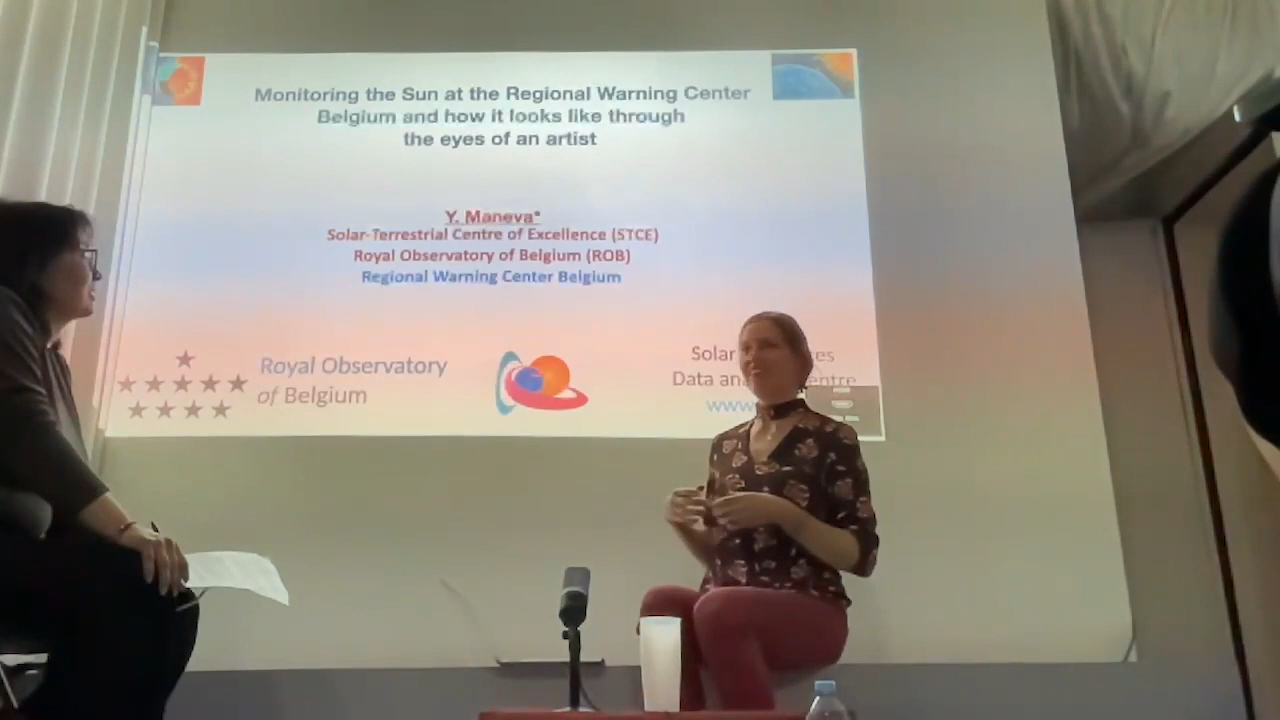 Monitoring the Sun at the Regional Warning Center
Belgium and how it looks like through
the eyes of an artist
Y. Maneva*
Solar-Terrestrial Centre of Excellence (STCE)
Royal Observatory of Belgium (ROB)
Regional Warning Center Belgium
Royal Observatory
of Belgium
Solar
Data
www